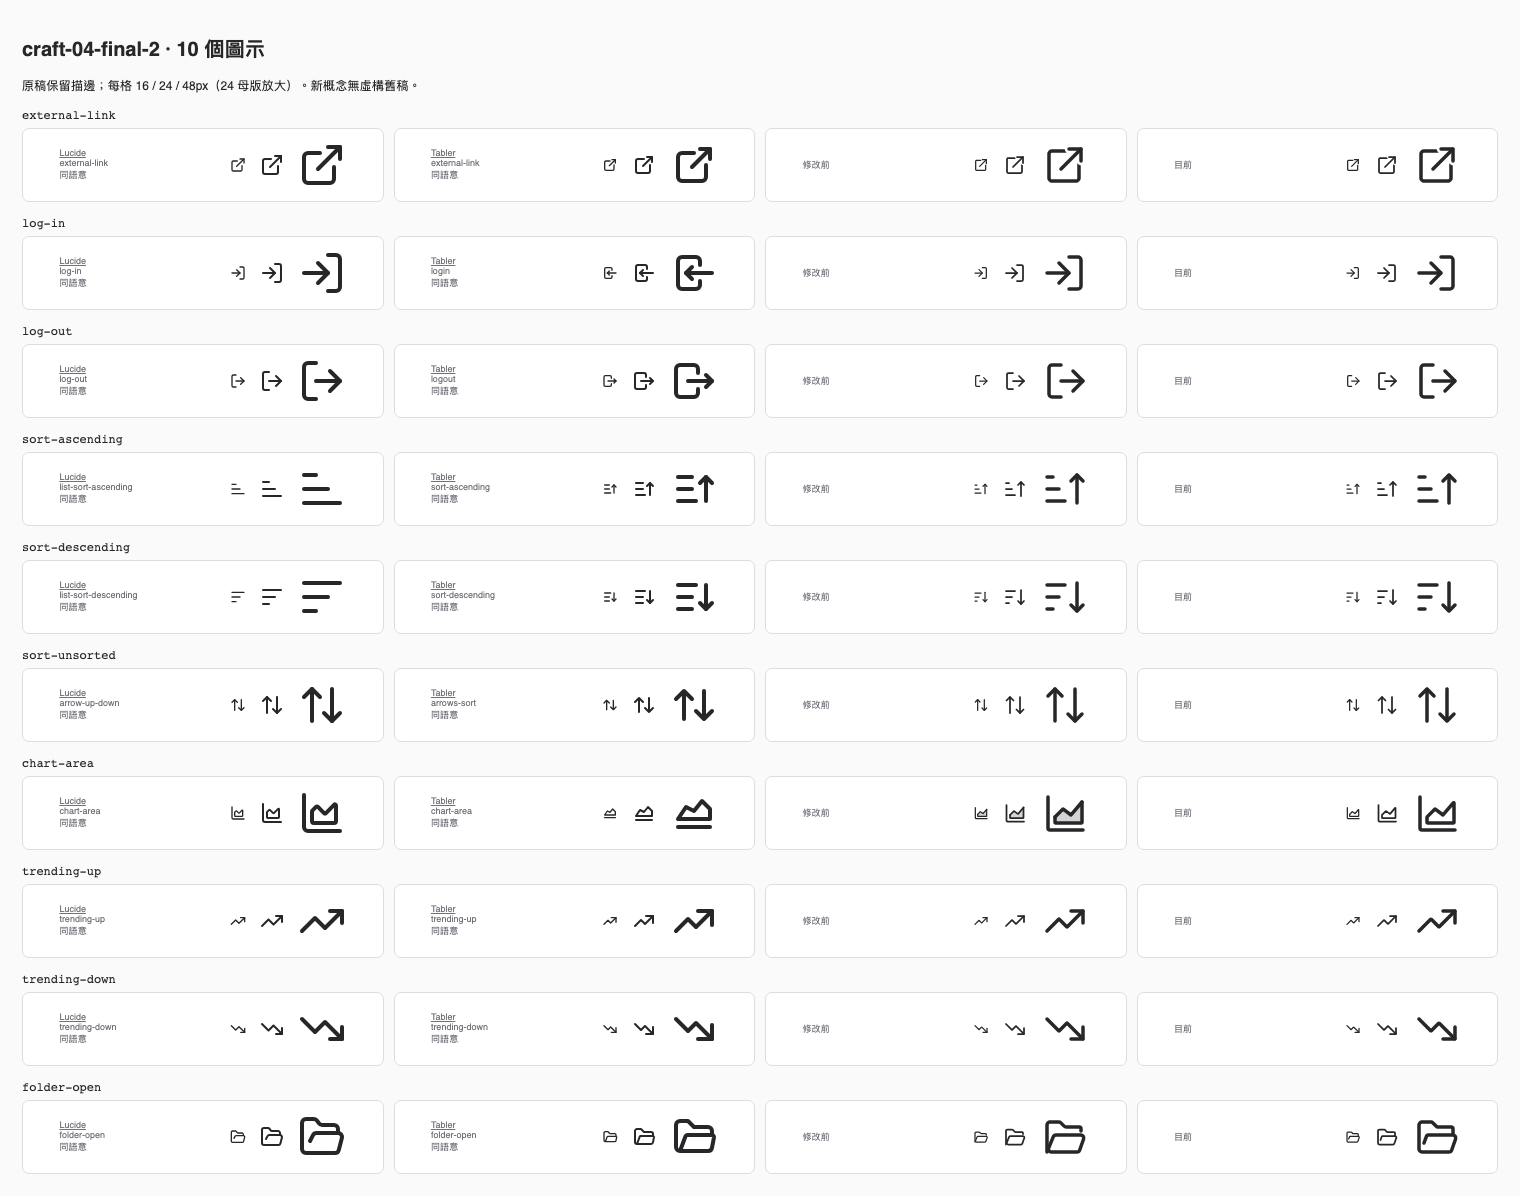 craft-04-final-2 · 10 個圖示
原稿保留描邊；每格 16 / 24 / 48px（24 母版放大）。新概念無虛構舊稿。
external-link
Lucide
external-link
同語意
Tabler
external-link
同語意
修改前
目前
log-in
Lucide
log-in
同語意
Tabler
login
同語意
修改前
目前
log-out
Lucide
log-out
同語意
Tabler
logout
同語意
修改前
目前
sort-ascending
Lucide
list-sort-ascending
同語意
Tabler
sort-ascending
同語意
修改前
目前
sort-descending
Lucide
list-sort-descending
同語意
Tabler
sort-descending
同語意
修改前
目前
sort-unsorted
Lucide
arrow-up-down
同語意
Tabler
arrows-sort
同語意
修改前
目前
chart-area
Lucide
chart-area
同語意
Tabler
chart-area
同語意
修改前
目前
trending-up
Lucide
trending-up
同語意
Tabler
trending-up
同語意
修改前
目前
trending-down
Lucide
trending-down
同語意
Tabler
trending-down
同語意
修改前
目前
folder-open
Lucide
folder-open
同語意
Tabler
folder-open
同語意
修改前
目前